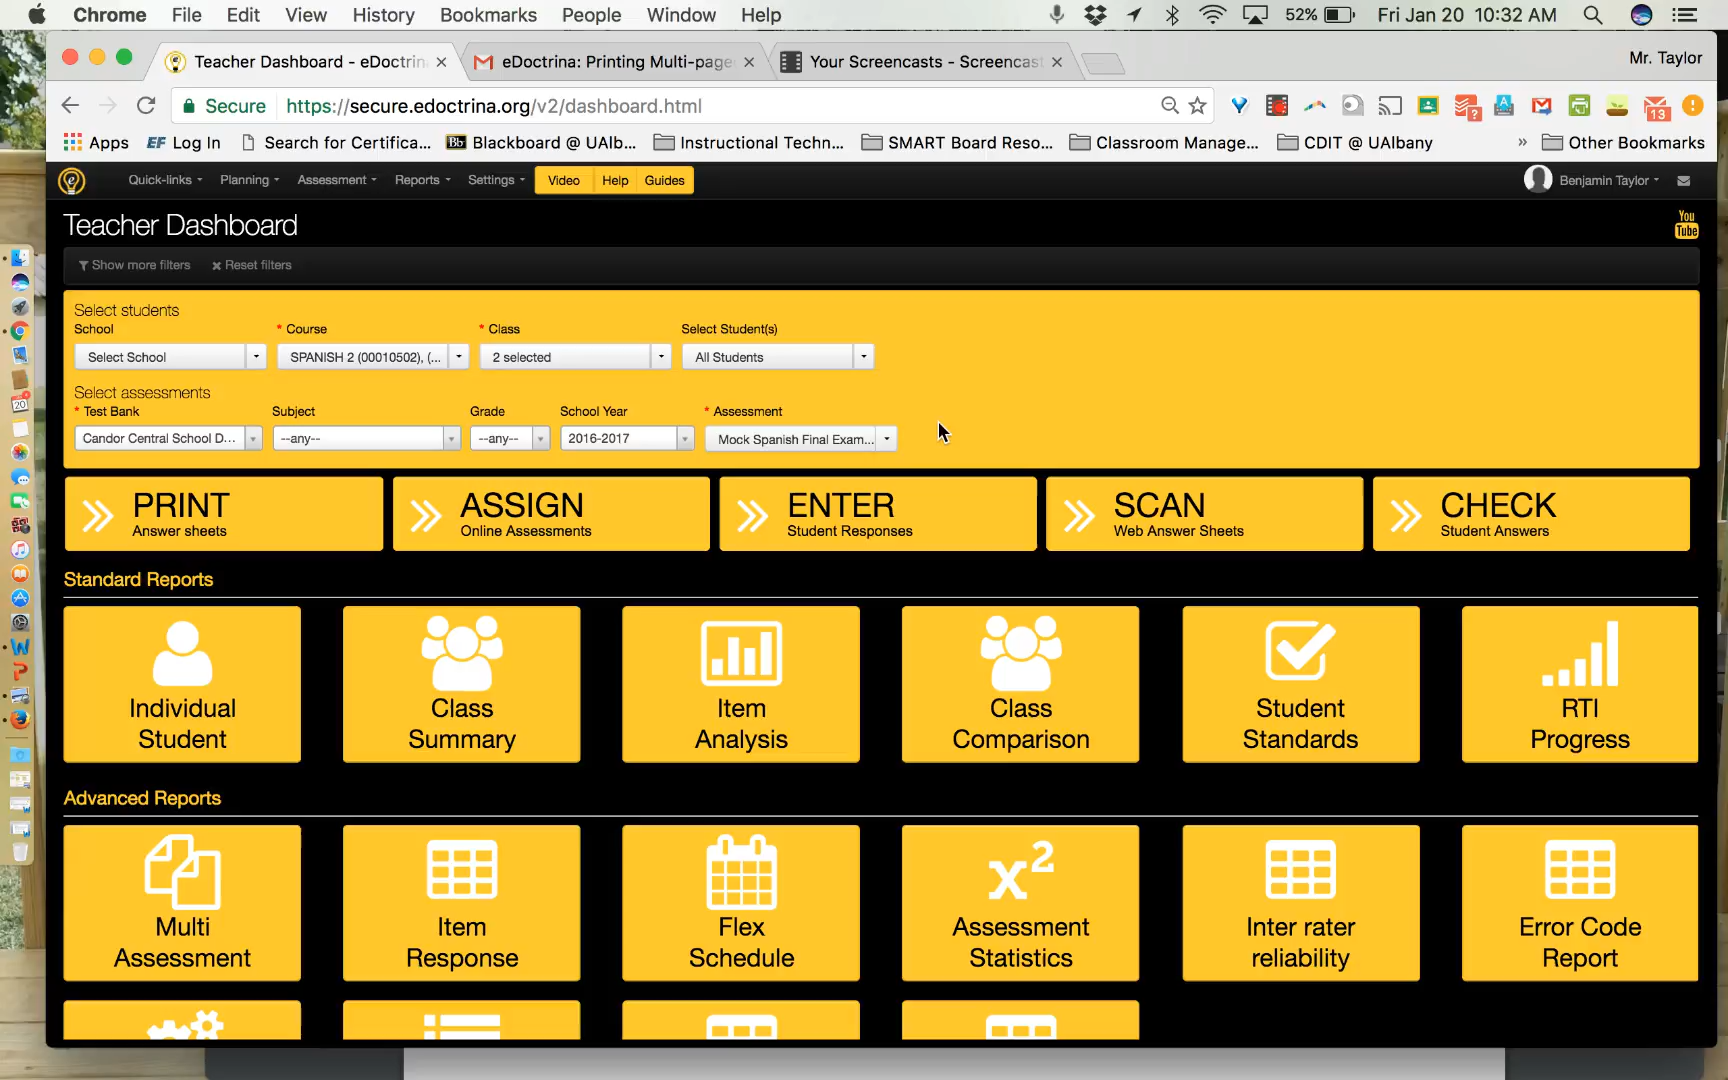 Chrome File Edit View History Bookmarks People Window Help 52% Fri Jan 20 10:32 AM
Teacher Dashboard - eDoctrin
eDoctrina: Printing Multi-page
Your Screencasts - Screencast
Mr. Taylor
Secure https://secure.edoctrina.org/v2/dashboard.html
13
Apps EF Log In Search for Certifica... Bb Blackboard @ UAlb... Instructional Techn... SMART Board Reso... Classroom Manage... CDIT @ UAlbany » Other Bookmarks
Quick-links Planning Assessment Reports Settings Video Help Guides Benjamin Taylor
Teacher Dashboard
You Tube
Show more filters Reset filters
Select students
School * Course * Class Select Student(s)
Select School SPANISH 2 (00010502), (... 2 selected All Students
Select assessments
* Test Bank Subject Grade School Year * Assessment
Candor Central School D... --any-- --any-- 2016-2017 Mock Spanish Final Exam...
PRINT
Answer sheets
ASSIGN
Online Assessments
ENTER
Student Responses
SCAN
Web Answer Sheets
CHECK
Student Answers
Standard Reports
Individual
Student
Class
Summary
Item
Analysis
Class
Comparison
Student
Standards
RTI
Progress
Advanced Reports
Multi
Assessment
Item
Response
Flex
Schedule
x²
Assessment
Statistics
Inter rater
reliability
Error Code
Report